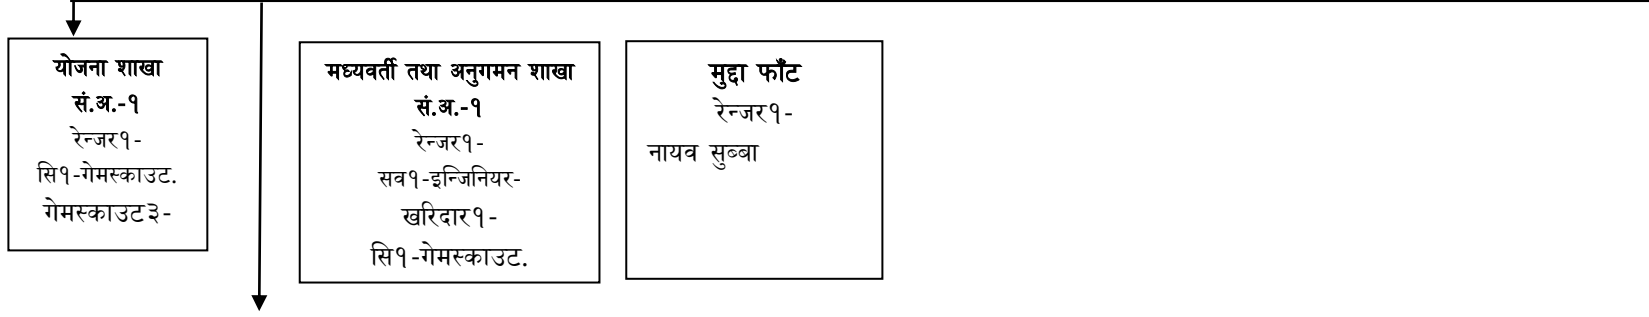 योजना शाखा
सं.अ.-१
रेन्जर१-
सि१-गेमस्काउट.
गेमस्काउट३-
मध्यवर्ती तथा अनुगमन शाखा
सं.अ.-१
रेन्जर१-
सव१-इन्जिनियर-
खरिदार१-
सि१-गेमस्काउट.
मुद्दा फाँट
रेन्जर१-
नायव सुब्बा